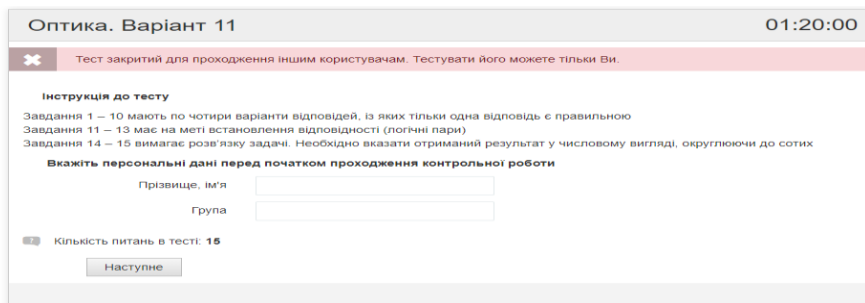 Оптика. Варіант 11
01:20:00
Тест закритий для проходження іншим користувачам. Тестувати його можете тільки Ви.
Інструкція до тесту
Завдання 1 – 10 мають по чотири варіанти відповідей, із яких тільки одна відповідь є правильною
Завдання 11 – 13 має на меті встановлення відповідності (логічні пари)
Завдання 14 – 15 вимагає розв'язку задачі. Необхідно вказати отриманий результат у числовому вигляді, округлюючи до сотих
Вкажіть персональні дані перед початком проходження контрольної роботи
Прізвище, ім'я
Група
? Кількість питань в тесті: 15
Наступне